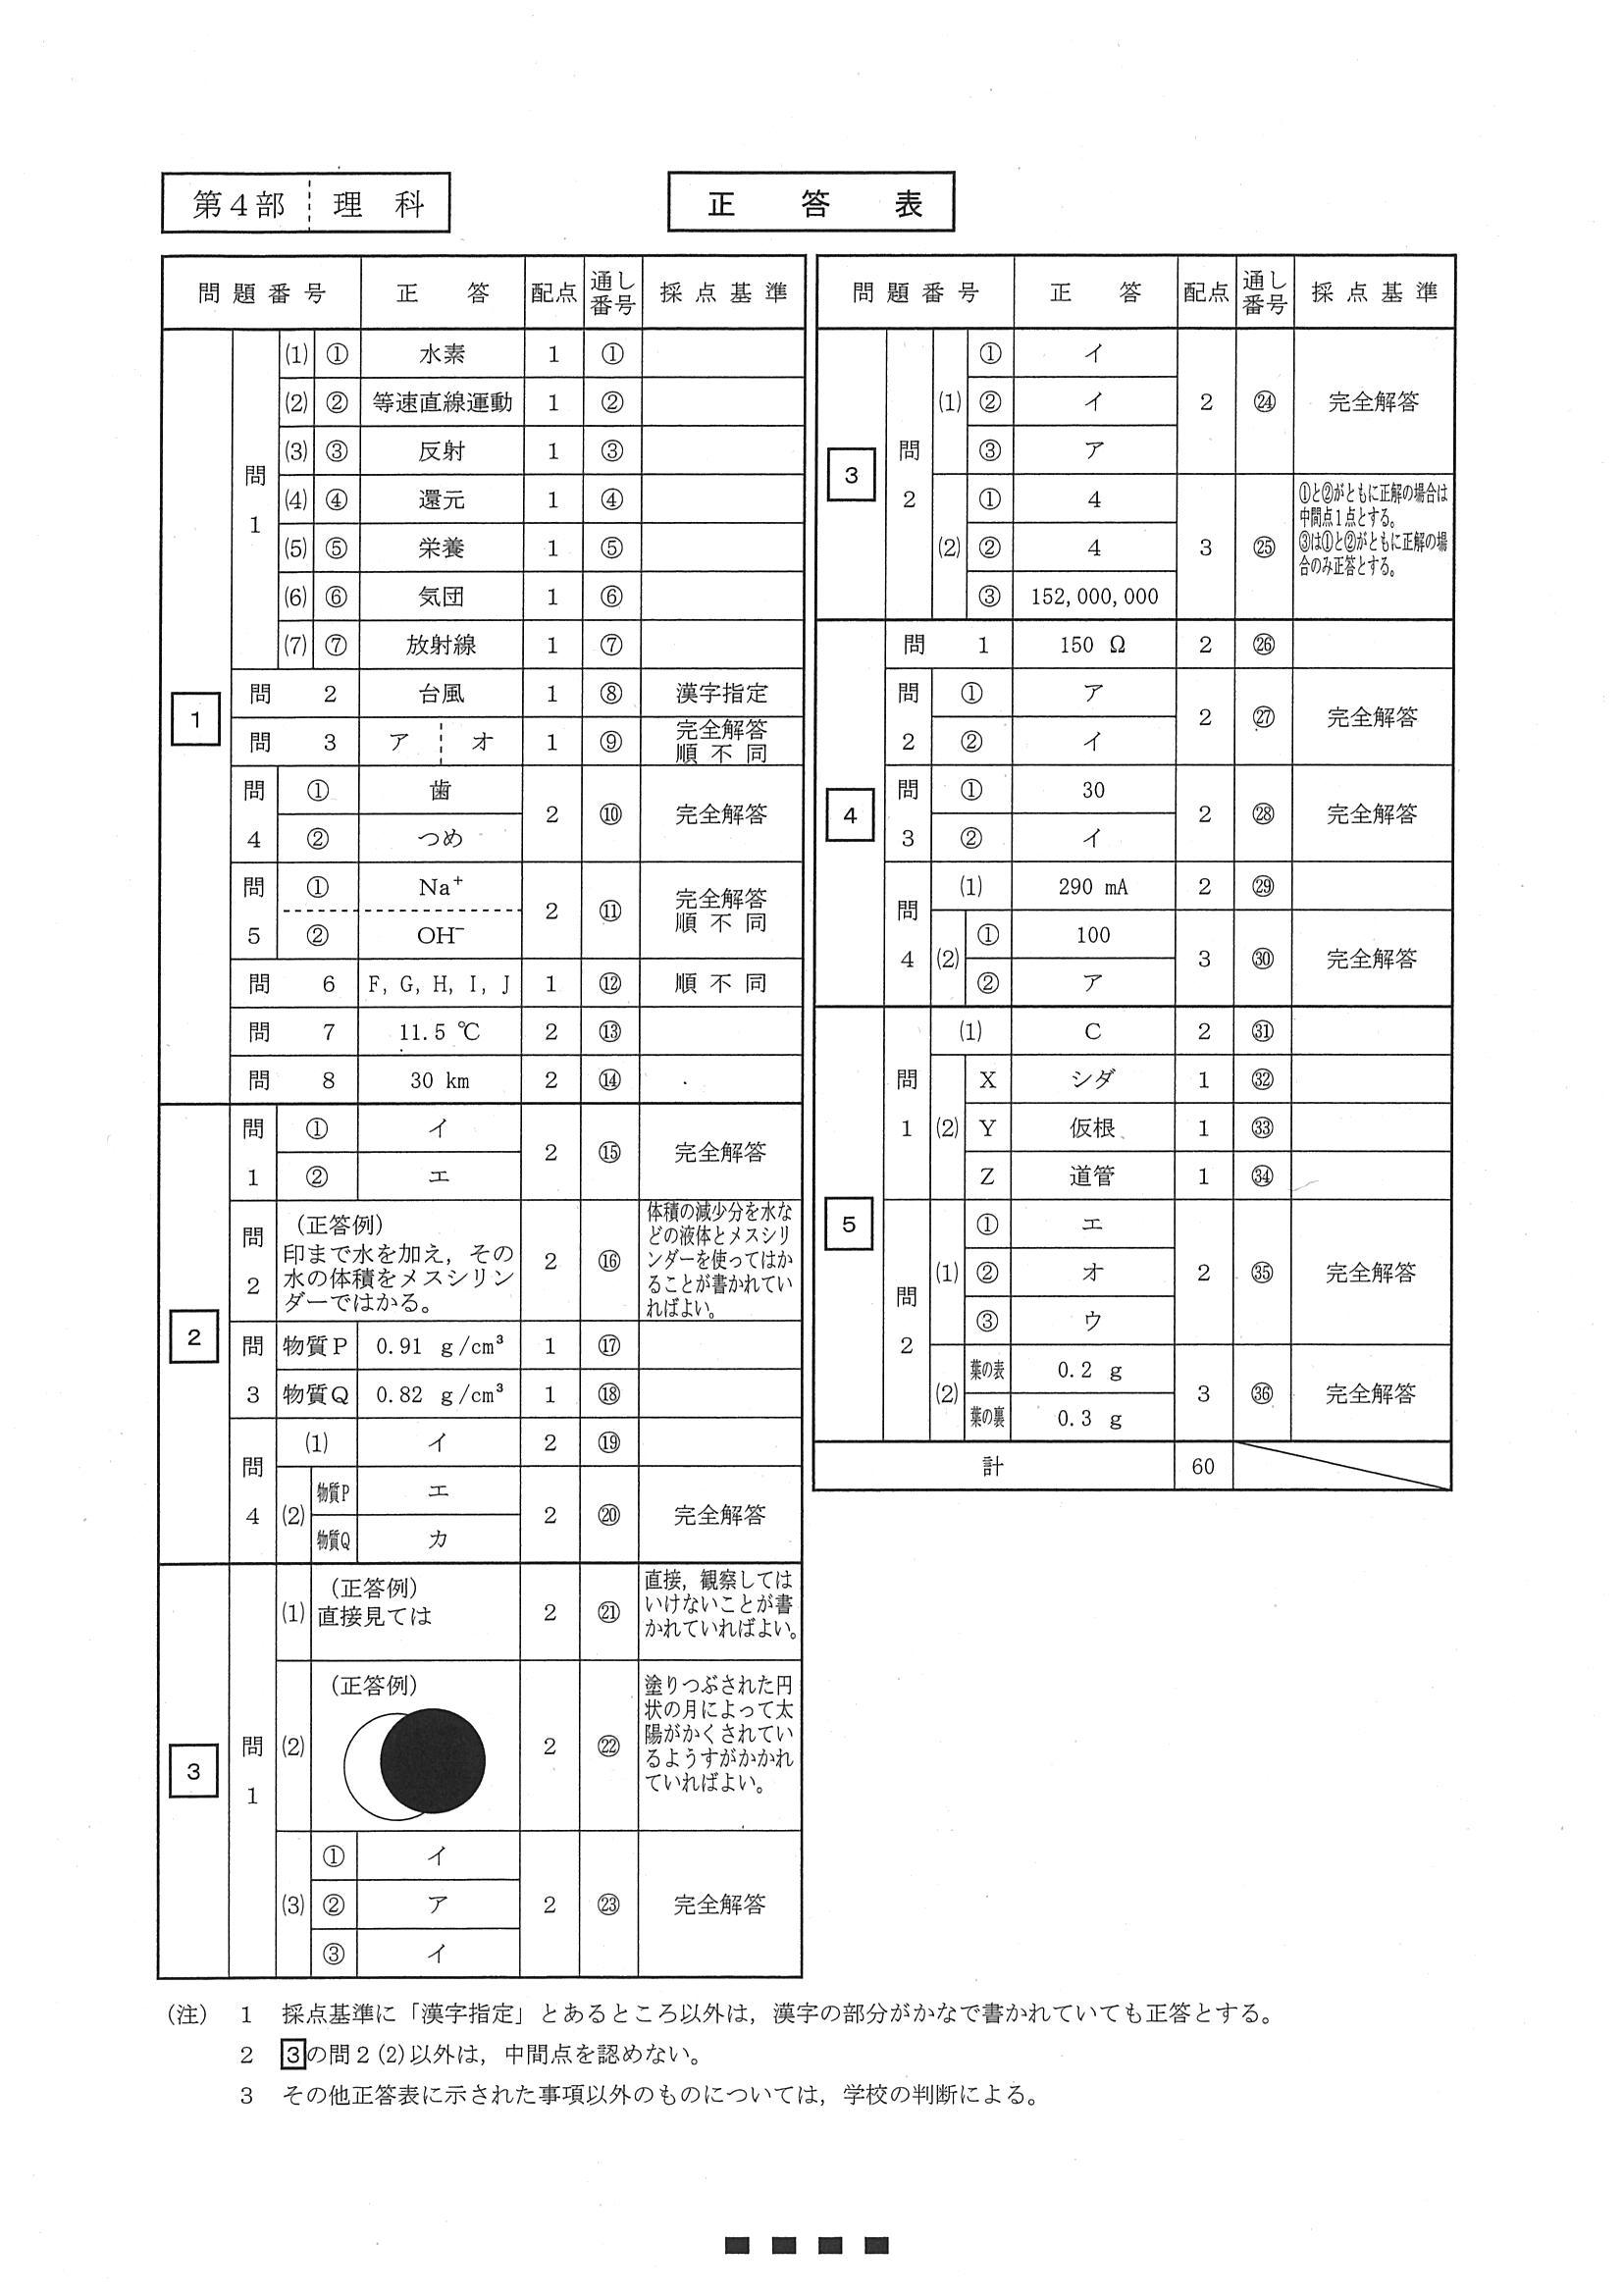 第4部 理 科
正 答 表
問 題 番 号 正 答 配点 通し番号 採 点 基 準
1
問1 (1) ① 水素 1 ①
(2) ② 等速直線運動 1 ②
(3) ③ 反射 1 ③
(4) ④ 還元 1 ④
(5) ⑤ 栄養 1 ⑤
(6) ⑥ 気団 1 ⑥
(7) ⑦ 放射線 1 ⑦
問 2 台風 1 ⑧ 漢字指定
問 3 ア オ 1 ⑨ 完全解答 順 不 同
問4 ① 歯 2 ⑩ 完全解答
② つめ
問5 ① Na⁺ 2 ⑪ 完全解答 順 不 同
② OH⁻
問 6 F, G, H, I, J 1 ⑫ 順 不 同
問 7 11.5 ℃ 2 ⑬
問 8 30 km 2 ⑭
2
問1 ① イ 2 ⑮ 完全解答
② エ
問2 (正答例)
印まで水を加え，その
水の体積をメスシリン
ダーではかる。
2 ⑯
体積の減少分を水な
どの液体とメスシリ
ンダーを使ってはか
ることが書かれてい
ればよい。
問3 物質P 0.91 g/cm³ 1 ⑰
物質Q 0.82 g/cm³ 1 ⑱
問4 (1) イ 2 ⑲
(2) 物質P エ 2 ⑳ 完全解答
物質Q カ
3
問1 (1) (正答例)
直接見ては
2 ㉑
直接，観察しては
いけないことが書
かれていればよい。
(2) (正答例)
2 ㉒
塗りつぶされた円
状の月によって太
陽がかくされてい
るようすがかかれ
ていればよい。
(3) ① イ 2 ㉓ 完全解答
② ア
③ イ
問 題 番 号 正 答 配点 通し番号 採 点 基 準
3
問2 (1) ① イ 2 ㉔ 完全解答
② イ
③ ア
(2) ① 4 3 ㉕
② 4
③ 152,000,000
①と②がともに正解の場合は
中間点1点とする。
③は①と②がともに正解の場
合のみ正答とする。
4
問 1 150 Ω 2 ㉖
問2 ① ア 2 ㉗ 完全解答
② イ
問3 ① 30 2 ㉘ 完全解答
② イ
問4 (1) 290 mA 2 ㉙
(2) ① 100 3 ㉚ 完全解答
② ア
5
問1 (1) C 2 ㉛
(2) X シダ 1 ㉜
Y 仮根 1 ㉝
Z 道管 1 ㉞
問2 (1) ① エ 2 ㉟ 完全解答
② オ
③ ウ
(2) 葉の表 0.2 g 3 ㊱ 完全解答
葉の裏 0.3 g
計 60
(注) 1 採点基準に「漢字指定」とあるところ以外は，漢字の部分がかなで書かれていても正答とする。
2 3の問2(2)以外は，中間点を認めない。
3 その他正答表に示された事項以外のものについては，学校の判断による。